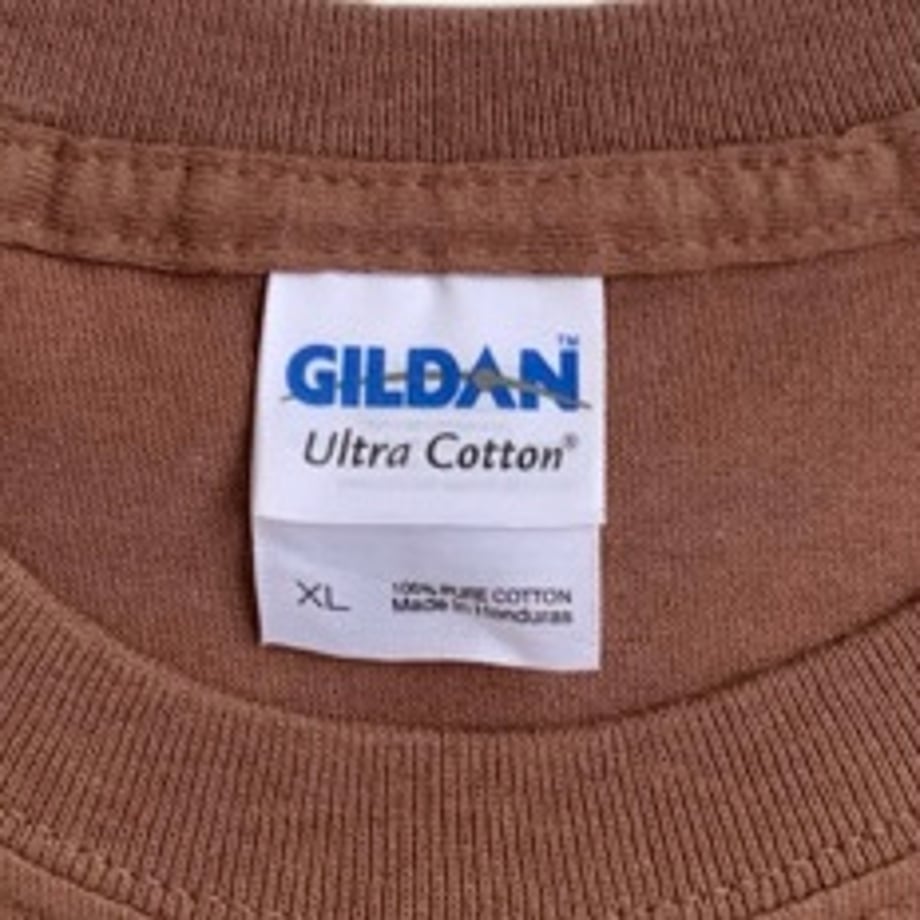 GILDAN™
Ultra Cotton®
XL
100% PURE COTTON
Made in Honduras